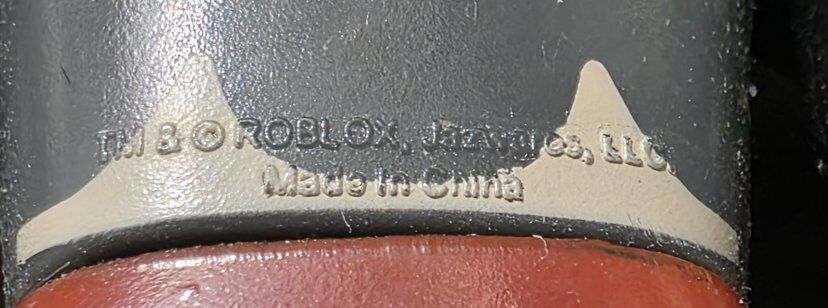 TM & © ROBLOX, Jazwares, LLC.
Made In China